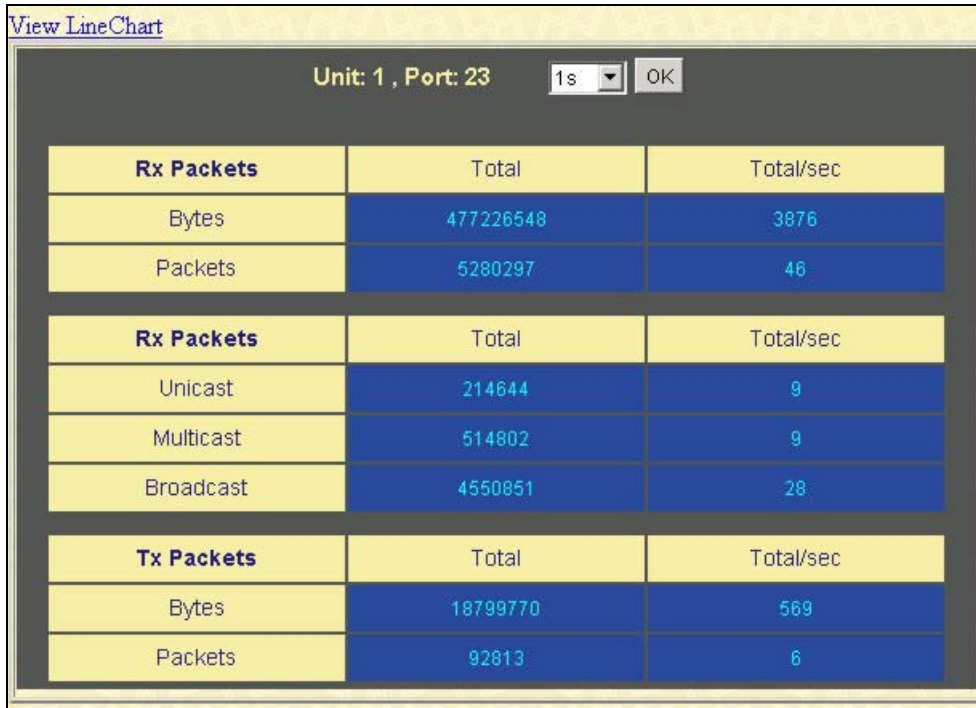 View LineChart
Unit: 1 , Port: 23 1s OK
Rx Packets Total Total/sec
Bytes 477226548 3876
Packets 5280297 46
Rx Packets Total Total/sec
Unicast 214644 9
Multicast 514802 9
Broadcast 4550851 28
Tx Packets Total Total/sec
Bytes 18799770 569
Packets 92813 6